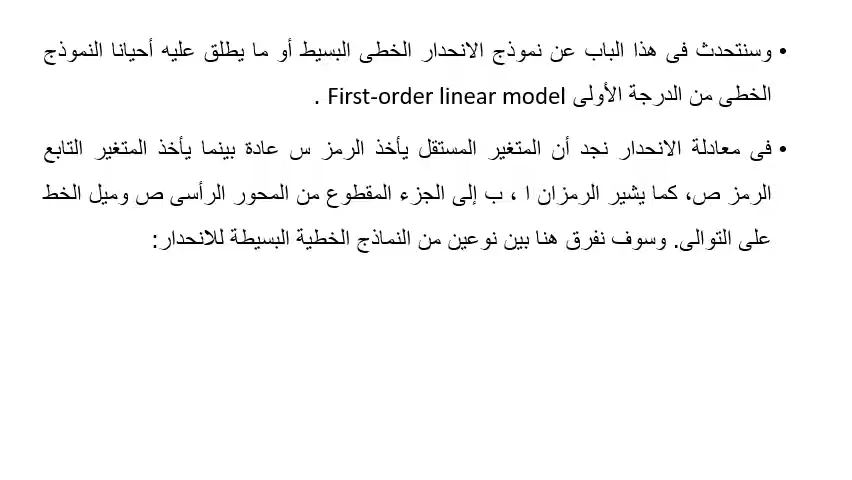 • وسنتحدث فى هذا الباب عن نموذج الانحدار الخطى البسيط أو ما يطلق عليه أحيانا النموذج
الخطى من الدرجة الأولى First-order linear model .
• فى معادلة الانحدار نجد أن المتغير المستقل يأخذ الرمز س عادة بينما يأخذ المتغير التابع
الرمز ص، كما يشير الرمزان ا ، ب إلى الجزء المقطوع من المحور الرأسى ص وميل الخط
على التوالى. وسوف نفرق هنا بين نوعين من النماذج الخطية البسيطة للانحدار: